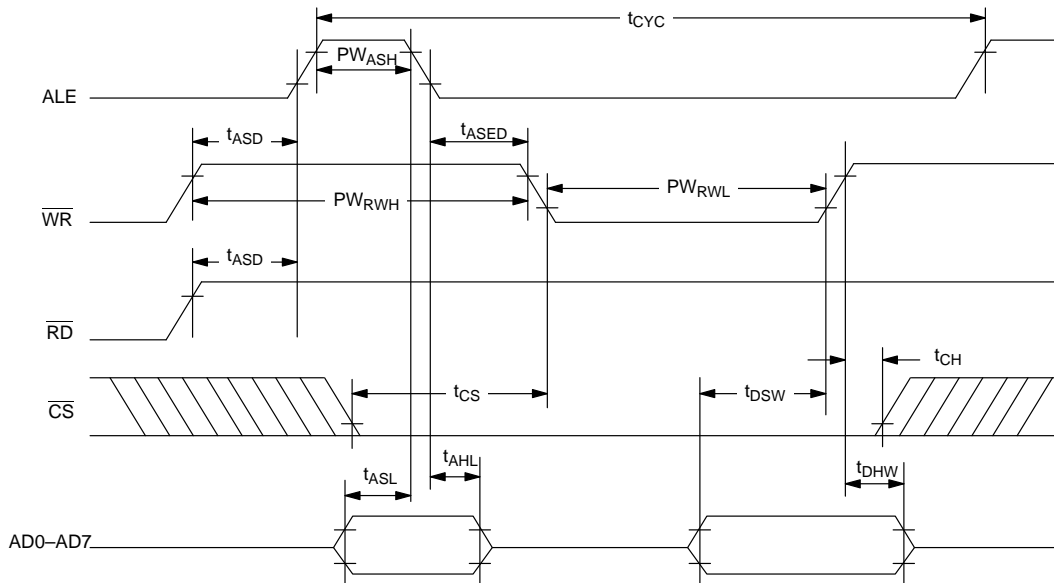 tCYC
PWASH
ALE
tASD
tASED
PWRWH
PWRWL
WR
tASD
RD
tCH
tCS
tDSW
CS
tAHL
tASL
tDHW
AD0–AD7